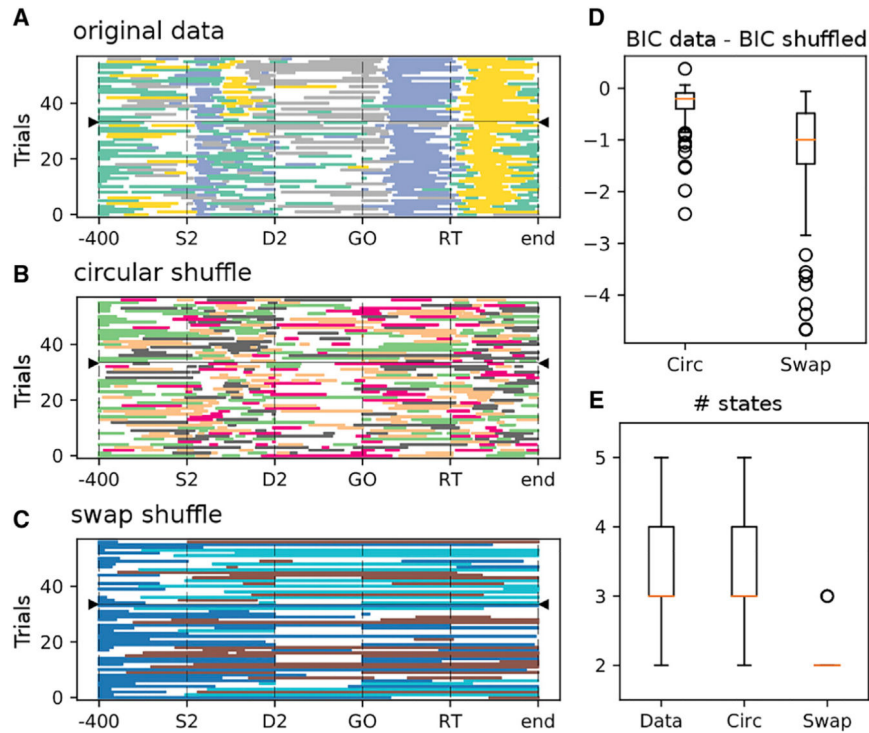 A
original data
Trials
40
20
0
-400 S2 D2 GO RT end
B
circular shuffle
Trials
40
20
0
-400 S2 D2 GO RT end
C
swap shuffle
Trials
40
20
0
-400 S2 D2 GO RT end
D
BIC data - BIC shuffled
0
−1
−2
−3
−4
Circ Swap
E
# states
5
4
3
2
Data Circ Swap